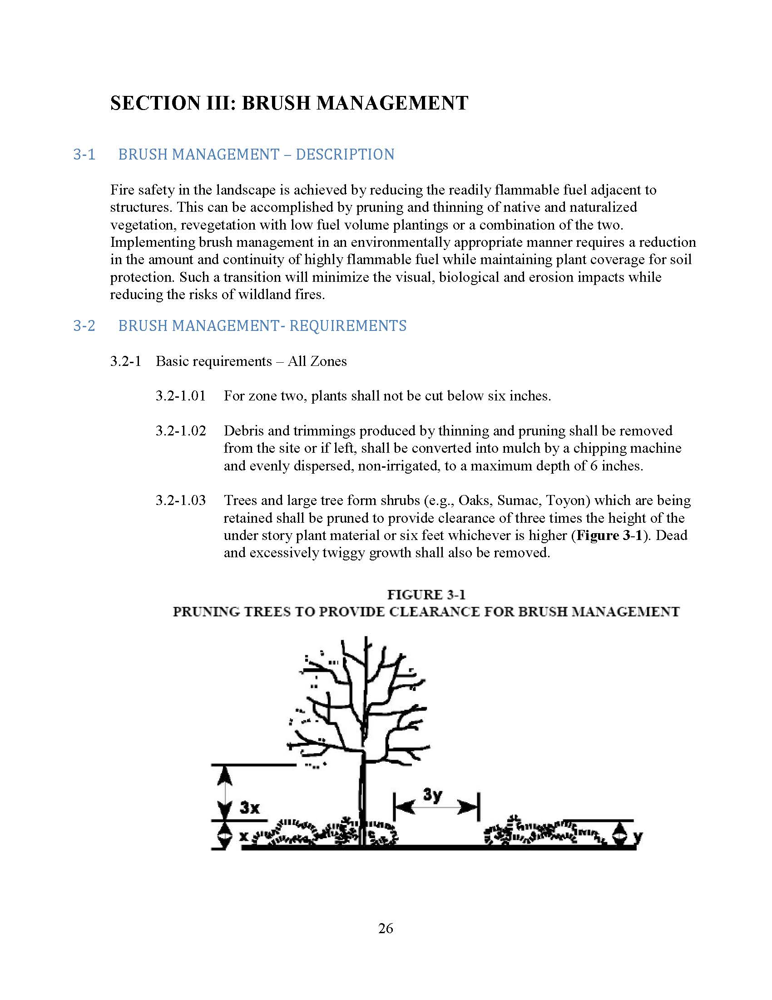 SECTION III: BRUSH MANAGEMENT
3-1 BRUSH MANAGEMENT – DESCRIPTION
Fire safety in the landscape is achieved by reducing the readily flammable fuel adjacent to
structures. This can be accomplished by pruning and thinning of native and naturalized
vegetation, revegetation with low fuel volume plantings or a combination of the two.
Implementing brush management in an environmentally appropriate manner requires a reduction
in the amount and continuity of highly flammable fuel while maintaining plant coverage for soil
protection. Such a transition will minimize the visual, biological and erosion impacts while
reducing the risks of wildland fires.
3-2 BRUSH MANAGEMENT- REQUIREMENTS
3.2-1 Basic requirements – All Zones
3.2-1.01 For zone two, plants shall not be cut below six inches.
3.2-1.02 Debris and trimmings produced by thinning and pruning shall be removed
from the site or if left, shall be converted into mulch by a chipping machine
and evenly dispersed, non-irrigated, to a maximum depth of 6 inches.
3.2-1.03 Trees and large tree form shrubs (e.g., Oaks, Sumac, Toyon) which are being
retained shall be pruned to provide clearance of three times the height of the
under story plant material or six feet whichever is higher (Figure 3-1). Dead
and excessively twiggy growth shall also be removed.
FIGURE 3-1
PRUNING TREES TO PROVIDE CLEARANCE FOR BRUSH MANAGEMENT
3y
3x
x
y
26